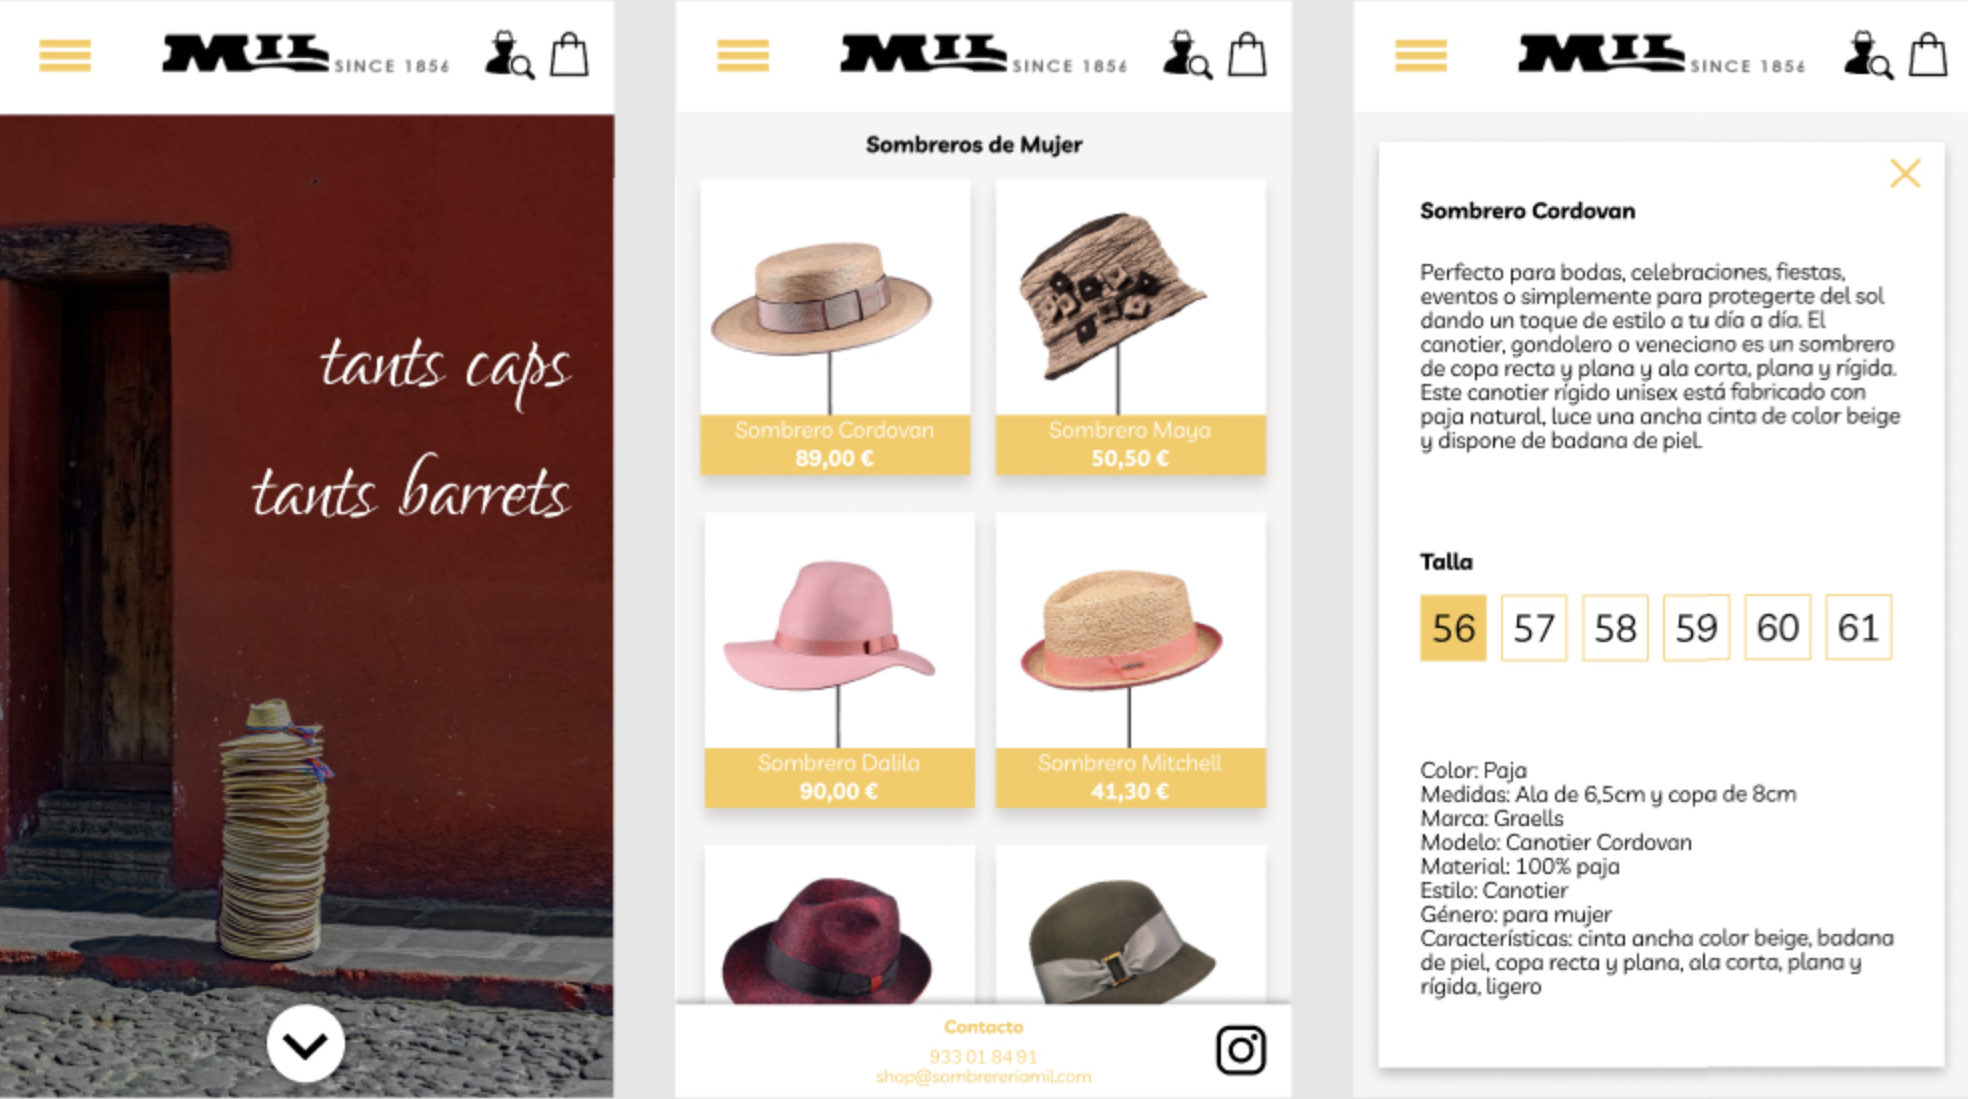 MIL SINCE 1856
tants caps
tants barrets
MIL SINCE 1856
Sombreros de Mujer
Sombrero Cordovan
89,00 €
Sombrero Maya
50,50 €
Sombrero Dalila
90,00 €
Sombrero Mitchell
41,30 €
Contacto
933 01 84 91
shop@sombrereriamil.com
MIL SINCE 1856
Sombrero Cordovan
Perfecto para bodas, celebraciones, fiestas,
eventos o simplemente para protegerte del sol
dando un toque de estilo a tu día a día. El
canotier, gondolero o veneciano es un sombrero
de copa recta y plana y ala corta, plana y rígida.
Este canotier rígido unisex está fabricado con
paja natural, luce una ancha cinta de color beige
y dispone de badana de piel.
Talla
56 57 58 59 60 61
Color: Paja
Medidas: Ala de 6,5cm y copa de 8cm
Marca: Graells
Modelo: Canotier Cordovan
Material: 100% paja
Estilo: Canotier
Género: para mujer
Características: cinta ancha color beige, badana
de piel, copa recta y plana, ala corta, plana y
rígida, ligero